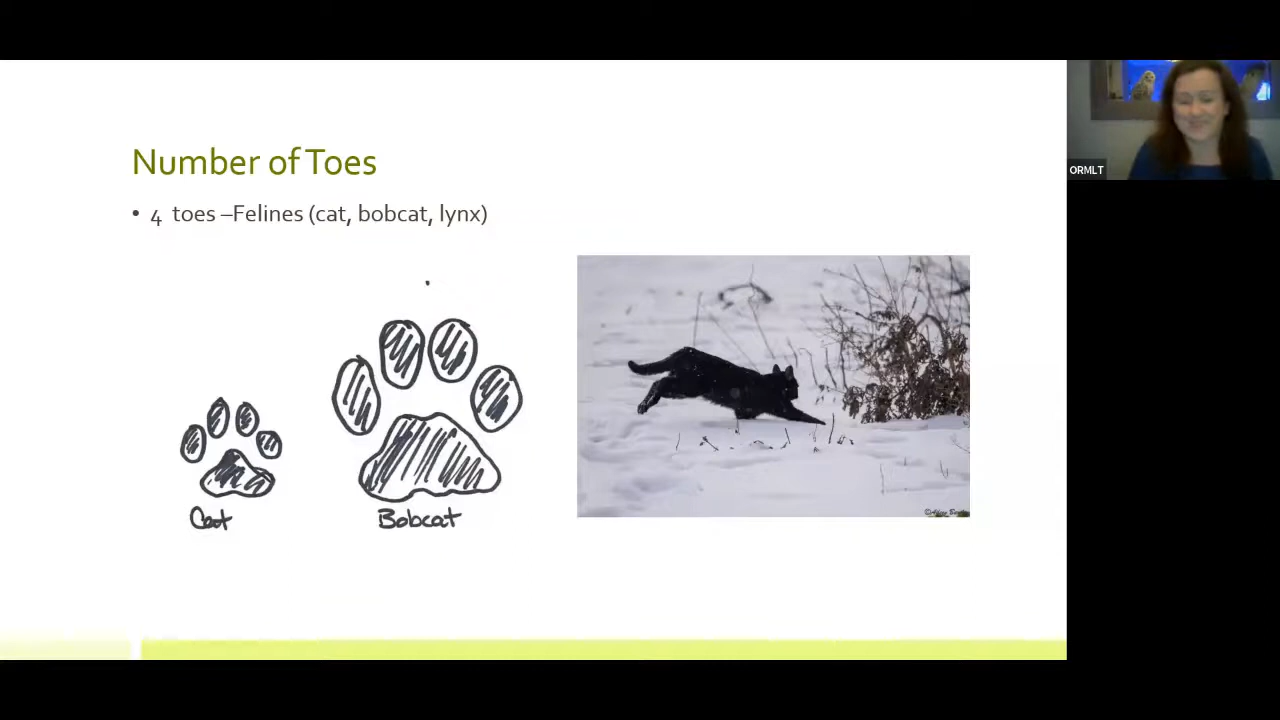 Number of Toes
• 4 toes –Felines (cat, bobcat, lynx)
Cat
Bobcat
ORMLT